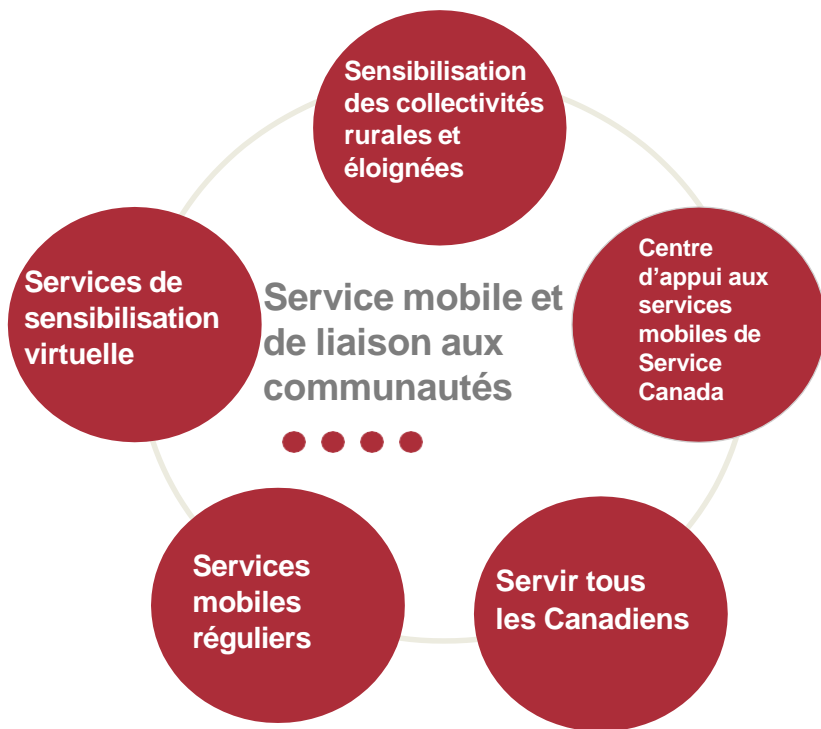 Sensibilisation
des collectivités
rurales et
éloignées
Centre
d’appui aux
services
mobiles de
Service
Canada
Servir tous
les Canadiens
Services
mobiles
réguliers
Services de
sensibilisation
virtuelle
Service mobile et
de liaison aux
communautés